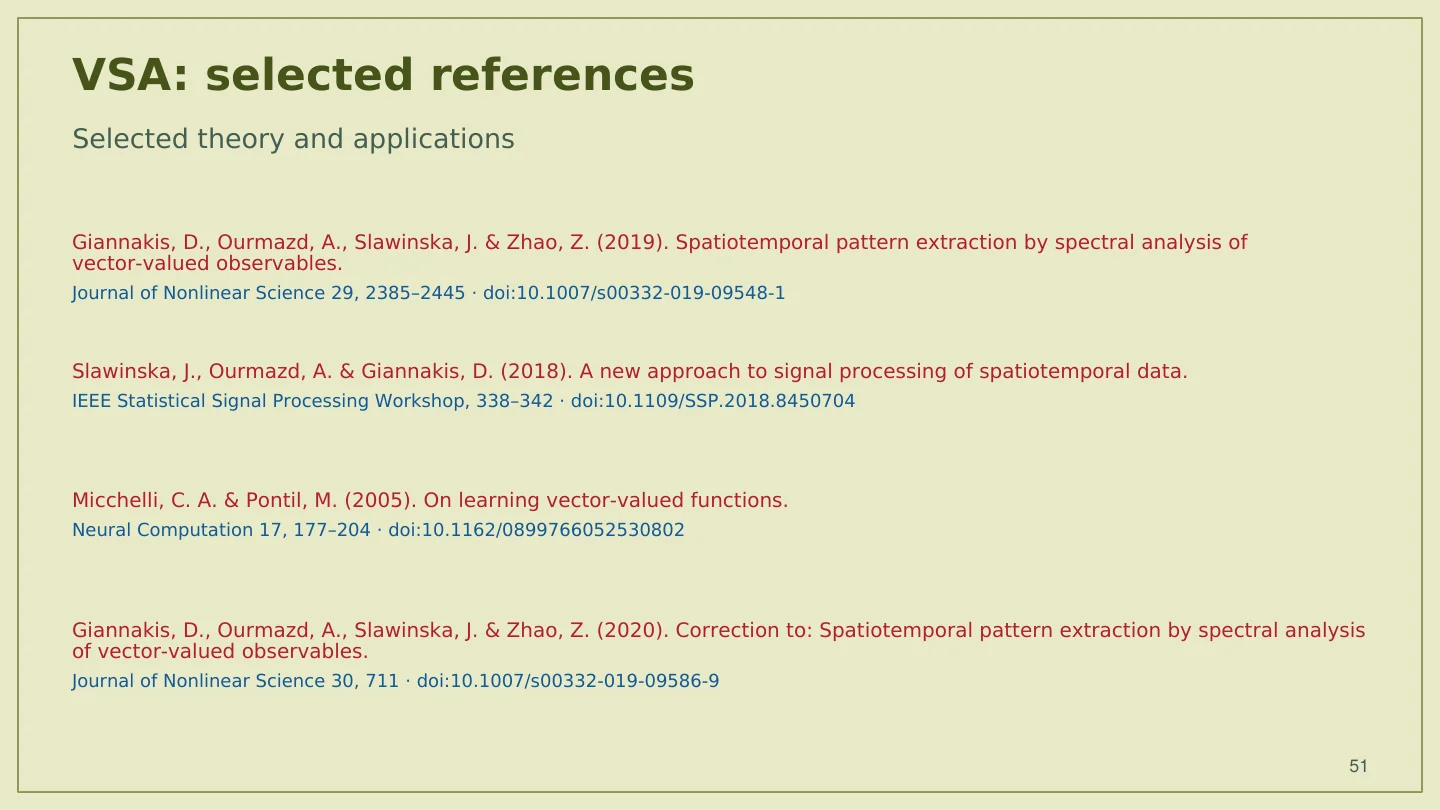 VSA: selected references
Selected theory and applications
Giannakis, D., Ourmazd, A., Slawinska, J. & Zhao, Z. (2019). Spatiotemporal pattern extraction by spectral analysis of
vector-valued observables.
Journal of Nonlinear Science 29, 2385–2445 · doi:10.1007/s00332-019-09548-1
Slawinska, J., Ourmazd, A. & Giannakis, D. (2018). A new approach to signal processing of spatiotemporal data.
IEEE Statistical Signal Processing Workshop, 338–342 · doi:10.1109/SSP.2018.8450704
Micchelli, C. A. & Pontil, M. (2005). On learning vector-valued functions.
Neural Computation 17, 177–204 · doi:10.1162/0899766052530802
Giannakis, D., Ourmazd, A., Slawinska, J. & Zhao, Z. (2020). Correction to: Spatiotemporal pattern extraction by spectral analysis
of vector-valued observables.
Journal of Nonlinear Science 30, 711 · doi:10.1007/s00332-019-09586-9
51